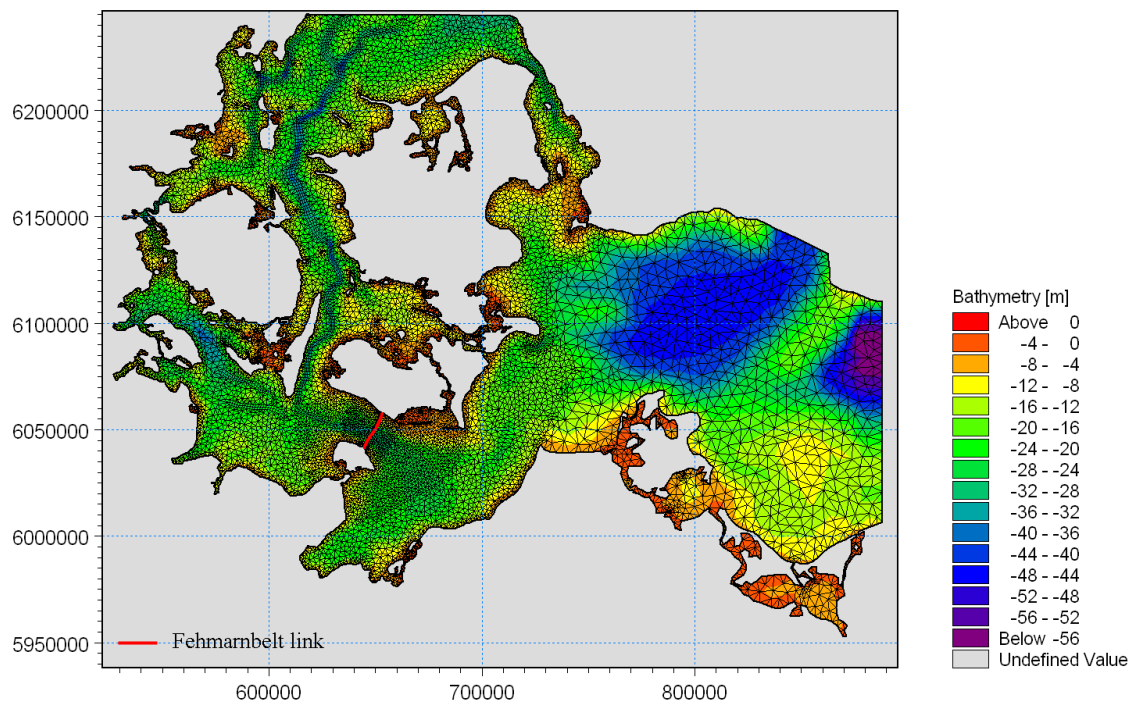 6200000
6150000
6100000
6050000
6000000
5950000
600000 700000 800000
Fehmarnbelt link
Bathymetry [m]
Above 0
-4 - 0
-8 - -4
-12 - -8
-16 - -12
-20 - -16
-24 - -20
-28 - -24
-32 - -28
-36 - -32
-40 - -36
-44 - -40
-48 - -44
-52 - -48
-56 - -52
Below -56
Undefined Value